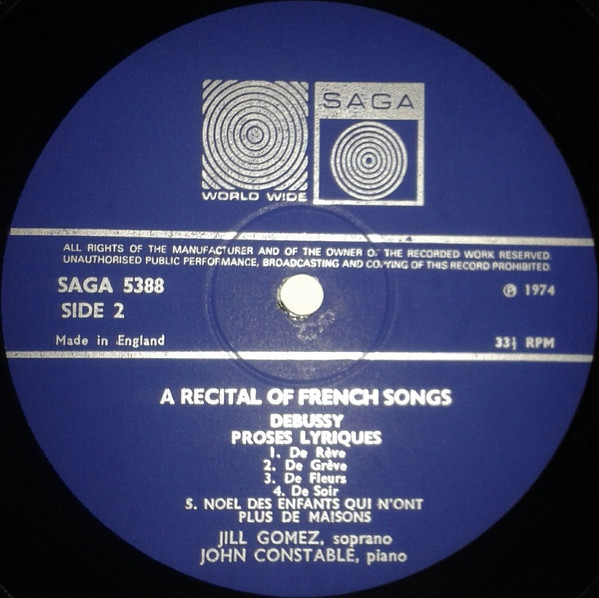 SAGA
WORLD WIDE
ALL RIGHTS OF THE MANUFACTURER AND OF THE OWNER OF THE RECORDED WORK RESERVED.
UNAUTHORISED PUBLIC PERFORMANCE, BROADCASTING AND COPYING OF THIS RECORD PROHIBITED.
SAGA 5388
℗ 1974
SIDE 2
Made in England
33⅓ RPM
A RECITAL OF FRENCH SONGS
DEBUSSY
PROSES LYRIQUES
1. De Rêve
2. De Grève
3. De Fleurs
4. De Soir
5. NOEL DES ENFANTS QUI N'ONT
PLUS DE MAISONS
JILL GOMEZ, soprano
JOHN CONSTABLE, piano